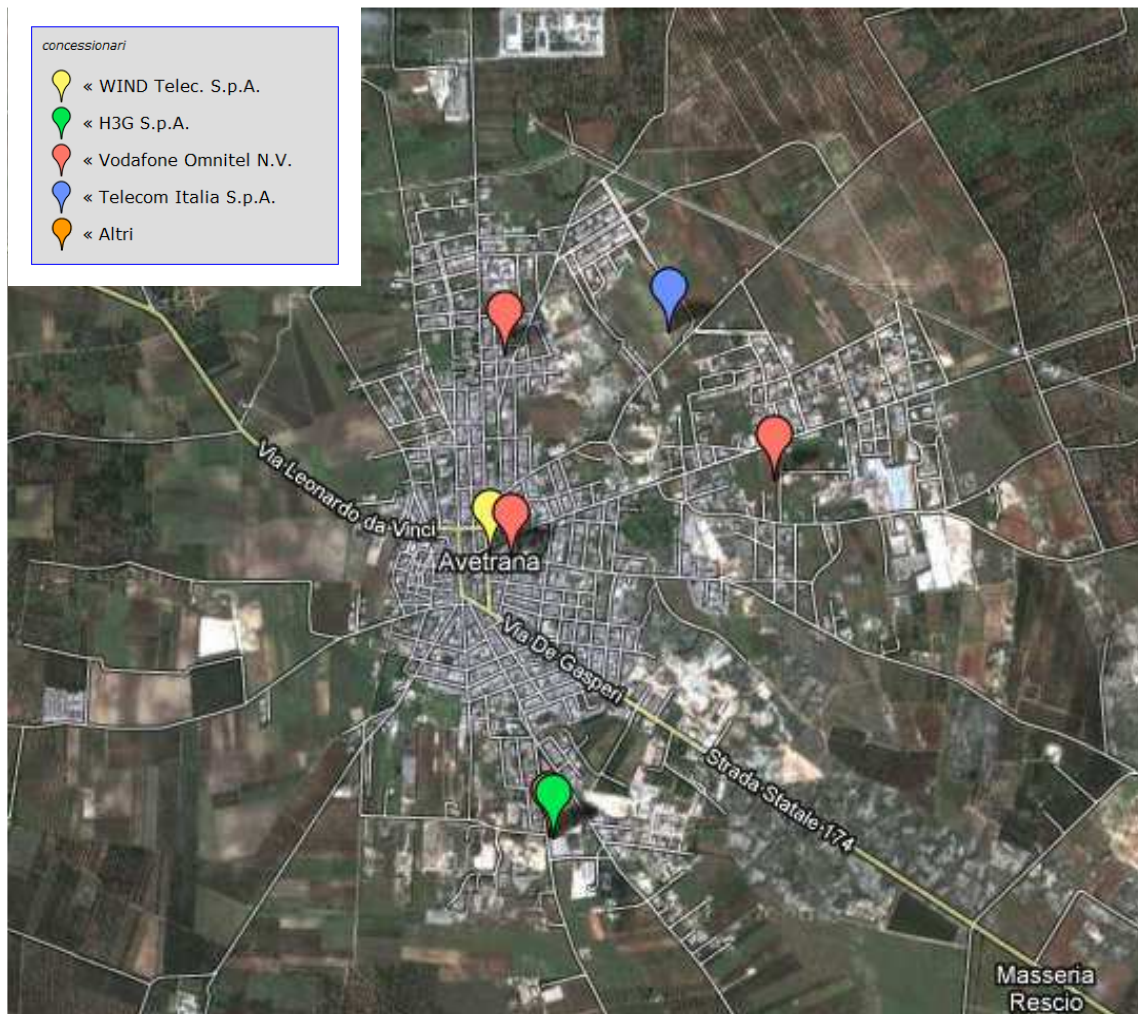 concessionari
« WIND Telec. S.p.A.
« H3G S.p.A.
« Vodafone Omnitel N.V.
« Telecom Italia S.p.A.
« Altri
Via Leonardo da Vinci
Avetrana
Via De Gasperi
Strada Statale 174
Masseria
Rescio